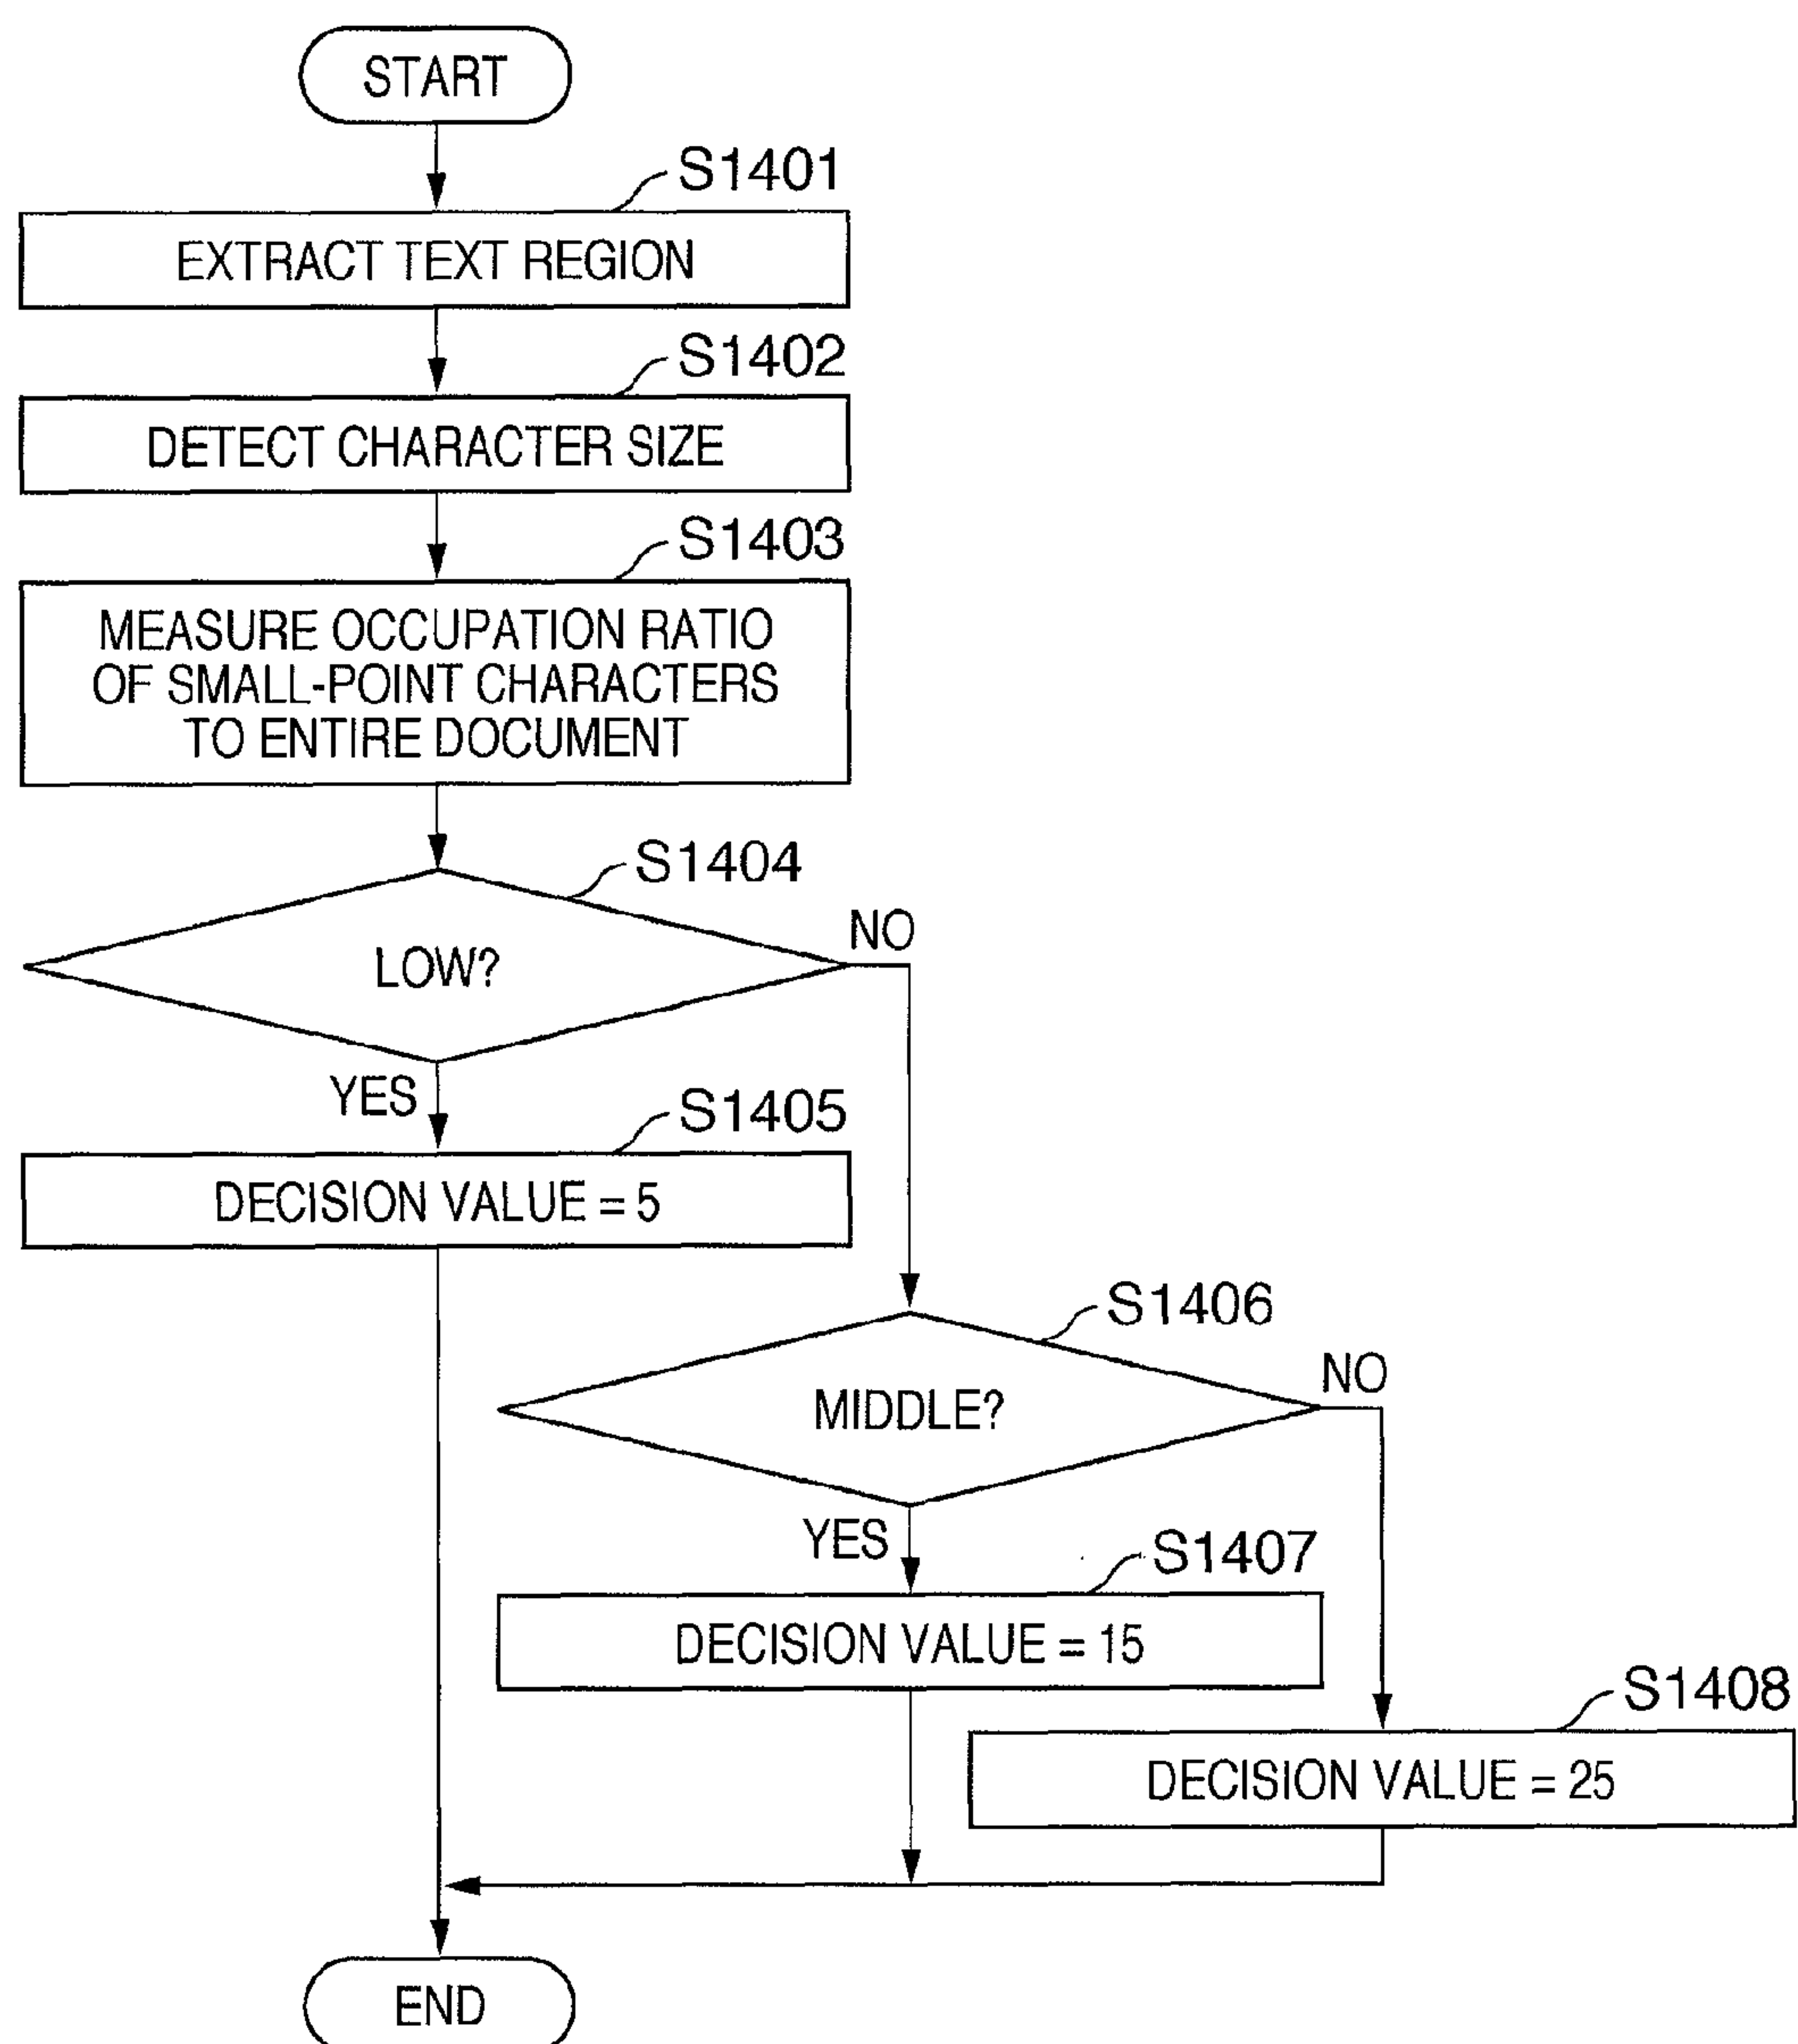 START
S1401
EXTRACT TEXT REGION
S1402
DETECT CHARACTER SIZE
S1403
MEASURE OCCUPATION RATIO
OF SMALL-POINT CHARACTERS
TO ENTIRE DOCUMENT
S1404
LOW?
NO
YES
S1405
DECISION VALUE = 5
S1406
MIDDLE?
NO
YES
S1407
DECISION VALUE = 15
S1408
DECISION VALUE = 25
END